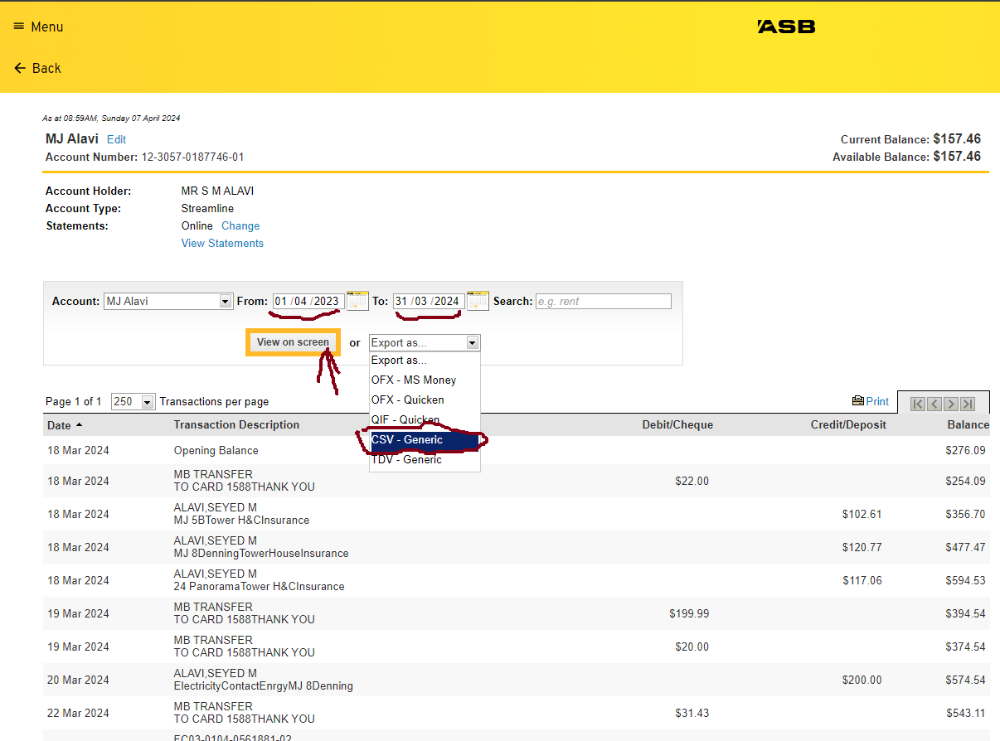 Menu
ASB
Back
As at 08:59AM, Sunday 07 April 2024
MJ Alavi Edit
Current Balance: $157.46
Account Number: 12-3057-0187746-01
Available Balance: $157.46
Account Holder: MR S M ALAVI
Account Type: Streamline
Statements: Online Change
View Statements
Account: MJ Alavi From: 01 /04 /2023 To: 31 /03 /2024 Search: e.g. rent
View on screen or Export as...
Export as...
OFX - MS Money
OFX - Quicken
QIF - Quicken
CSV - Generic
TDV - Generic
Page 1 of 1 250 Transactions per page
Print
Date Transaction Description Debit/Cheque Credit/Deposit Balance
18 Mar 2024 Opening Balance $276.09
18 Mar 2024 MB TRANSFER
TO CARD 1588THANK YOU $22.00 $254.09
18 Mar 2024 ALAVI,SEYED M
MJ 5BTower H&CInsurance $102.61 $356.70
18 Mar 2024 ALAVI,SEYED M
MJ 8DenningTowerHouseInsurance $120.77 $477.47
18 Mar 2024 ALAVI,SEYED M
24 PanoramaTower H&CInsurance $117.06 $594.53
19 Mar 2024 MB TRANSFER
TO CARD 1588THANK YOU $199.99 $394.54
19 Mar 2024 MB TRANSFER
TO CARD 1588THANK YOU $20.00 $374.54
20 Mar 2024 ALAVI,SEYED M
ElectricityContactEnrgyMJ 8Denning $200.00 $574.54
22 Mar 2024 MB TRANSFER
TO CARD 1588THANK YOU $31.43 $543.11